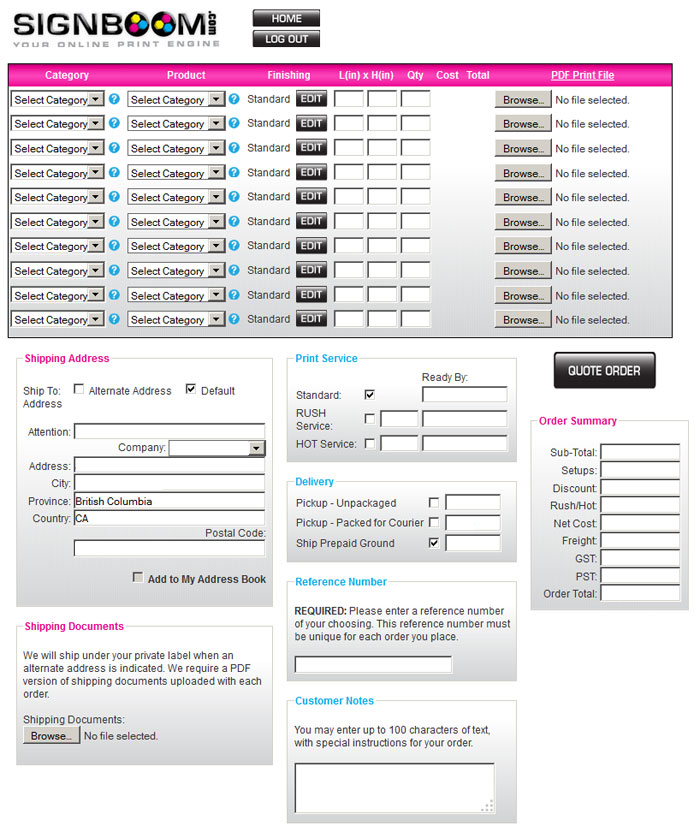 SIGNBOOM.com
YOUR ONLINE PRINT ENGINE
HOME
LOG OUT
Category Product Finishing L(in) x H(in) Qty Cost Total PDF Print File
Select Category ? Select Category ? Standard EDIT Browse... No file selected.
Select Category ? Select Category ? Standard EDIT Browse... No file selected.
Select Category ? Select Category ? Standard EDIT Browse... No file selected.
Select Category ? Select Category ? Standard EDIT Browse... No file selected.
Select Category ? Select Category ? Standard EDIT Browse... No file selected.
Select Category ? Select Category ? Standard EDIT Browse... No file selected.
Select Category ? Select Category ? Standard EDIT Browse... No file selected.
Select Category ? Select Category ? Standard EDIT Browse... No file selected.
Select Category ? Select Category ? Standard EDIT Browse... No file selected.
Select Category ? Select Category ? Standard EDIT Browse... No file selected.
Shipping Address
Ship To: Alternate Address Default
Address
Attention:
Company:
Address:
City:
Province: British Columbia
Country: CA
Postal Code:
Add to My Address Book
Shipping Documents
We will ship under your private label when an
alternate address is indicated. We require a PDF
version of shipping documents uploaded with each
order.
Shipping Documents:
Browse... No file selected.
Print Service
Ready By:
Standard:
RUSH
Service:
HOT Service:
Delivery
Pickup - Unpackaged
Pickup - Packed for Courier
Ship Prepaid Ground
Reference Number
REQUIRED: Please enter a reference number
of your choosing. This reference number must
be unique for each order you place.
Customer Notes
You may enter up to 100 characters of text,
with special instructions for your order.
QUOTE ORDER
Order Summary
Sub-Total:
Setups:
Discount:
Rush/Hot:
Net Cost:
Freight:
GST:
PST:
Order Total: